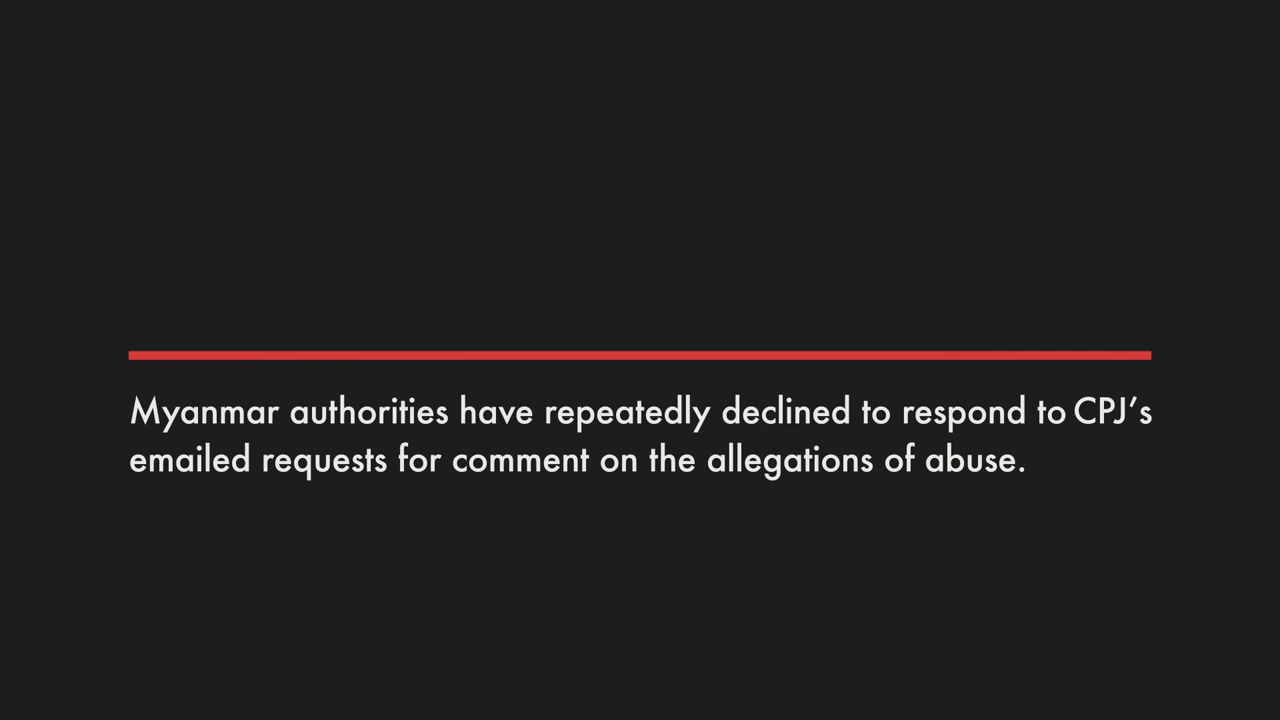 Myanmar authorities have repeatedly declined to respond to CPJ’s
emailed requests for comment on the allegations of abuse.